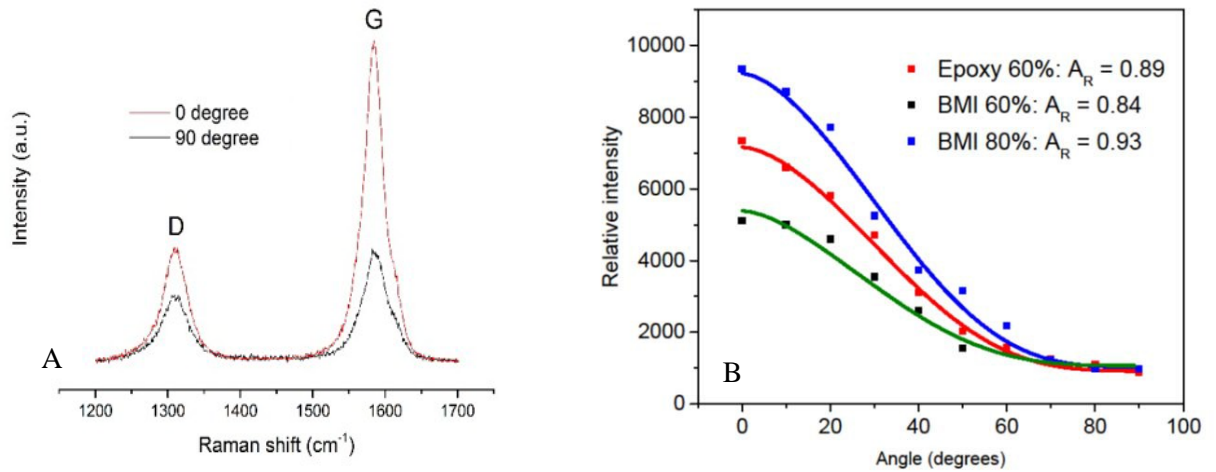 G
0 degree
90 degree
D
A
Intensity (a.u.)
1200 1300 1400 1500 1600 1700
Raman shift (cm⁻¹)
10000
8000
6000
4000
2000
0
Relative intensity
Epoxy 60%: A_R = 0.89
BMI 60%: A_R = 0.84
BMI 80%: A_R = 0.93
B
0 20 40 60 80 100
Angle (degrees)